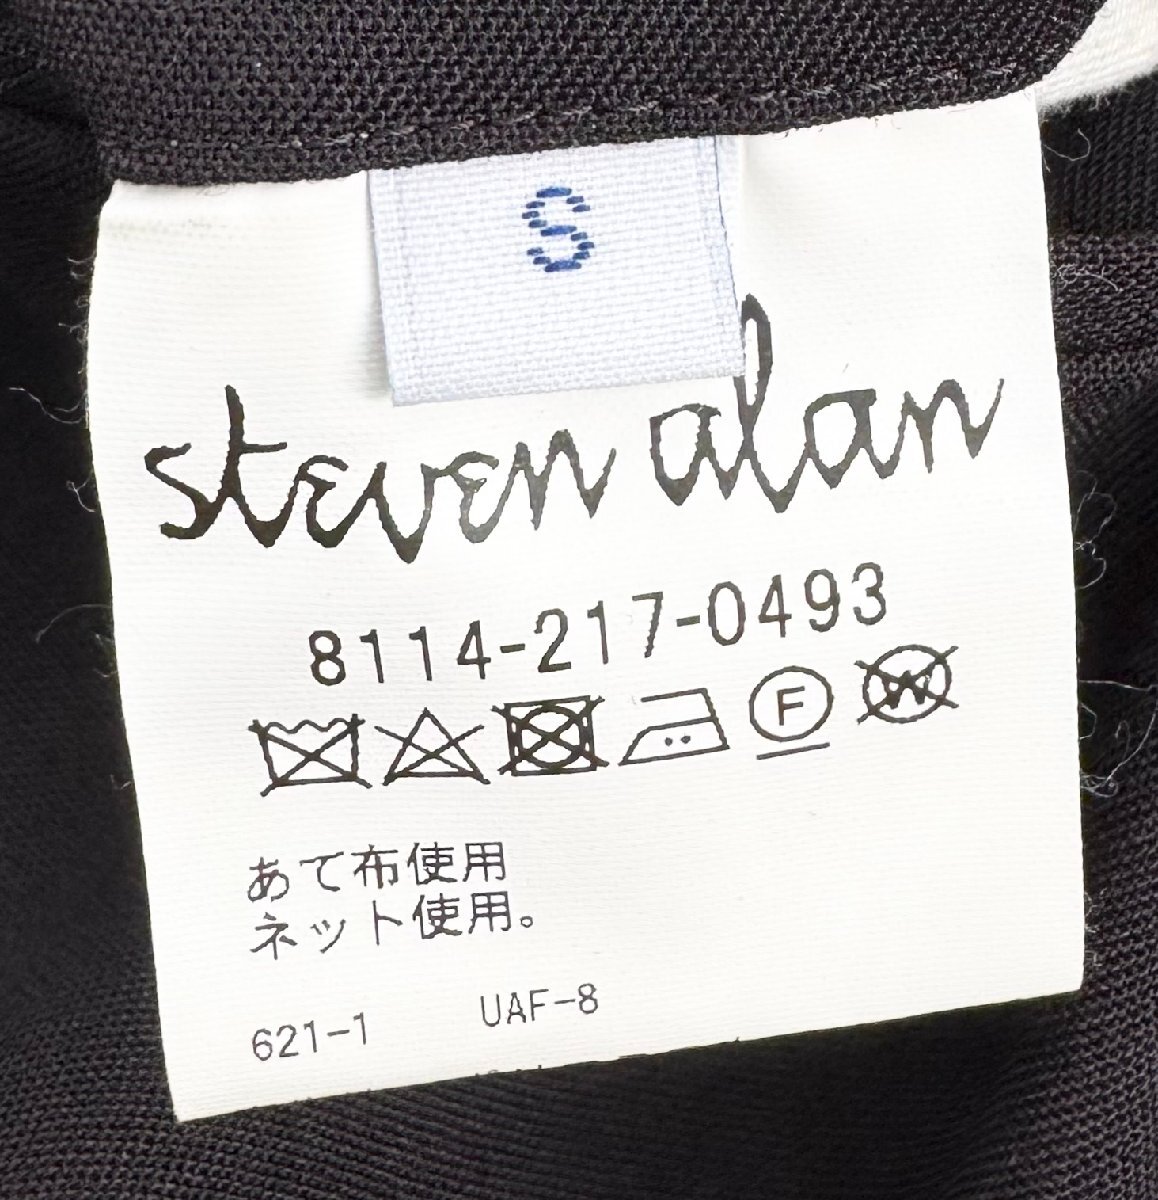 S
steven alan
8114-217-0493
F W
あて布使用
ネット使用。
621-1 UAF-8